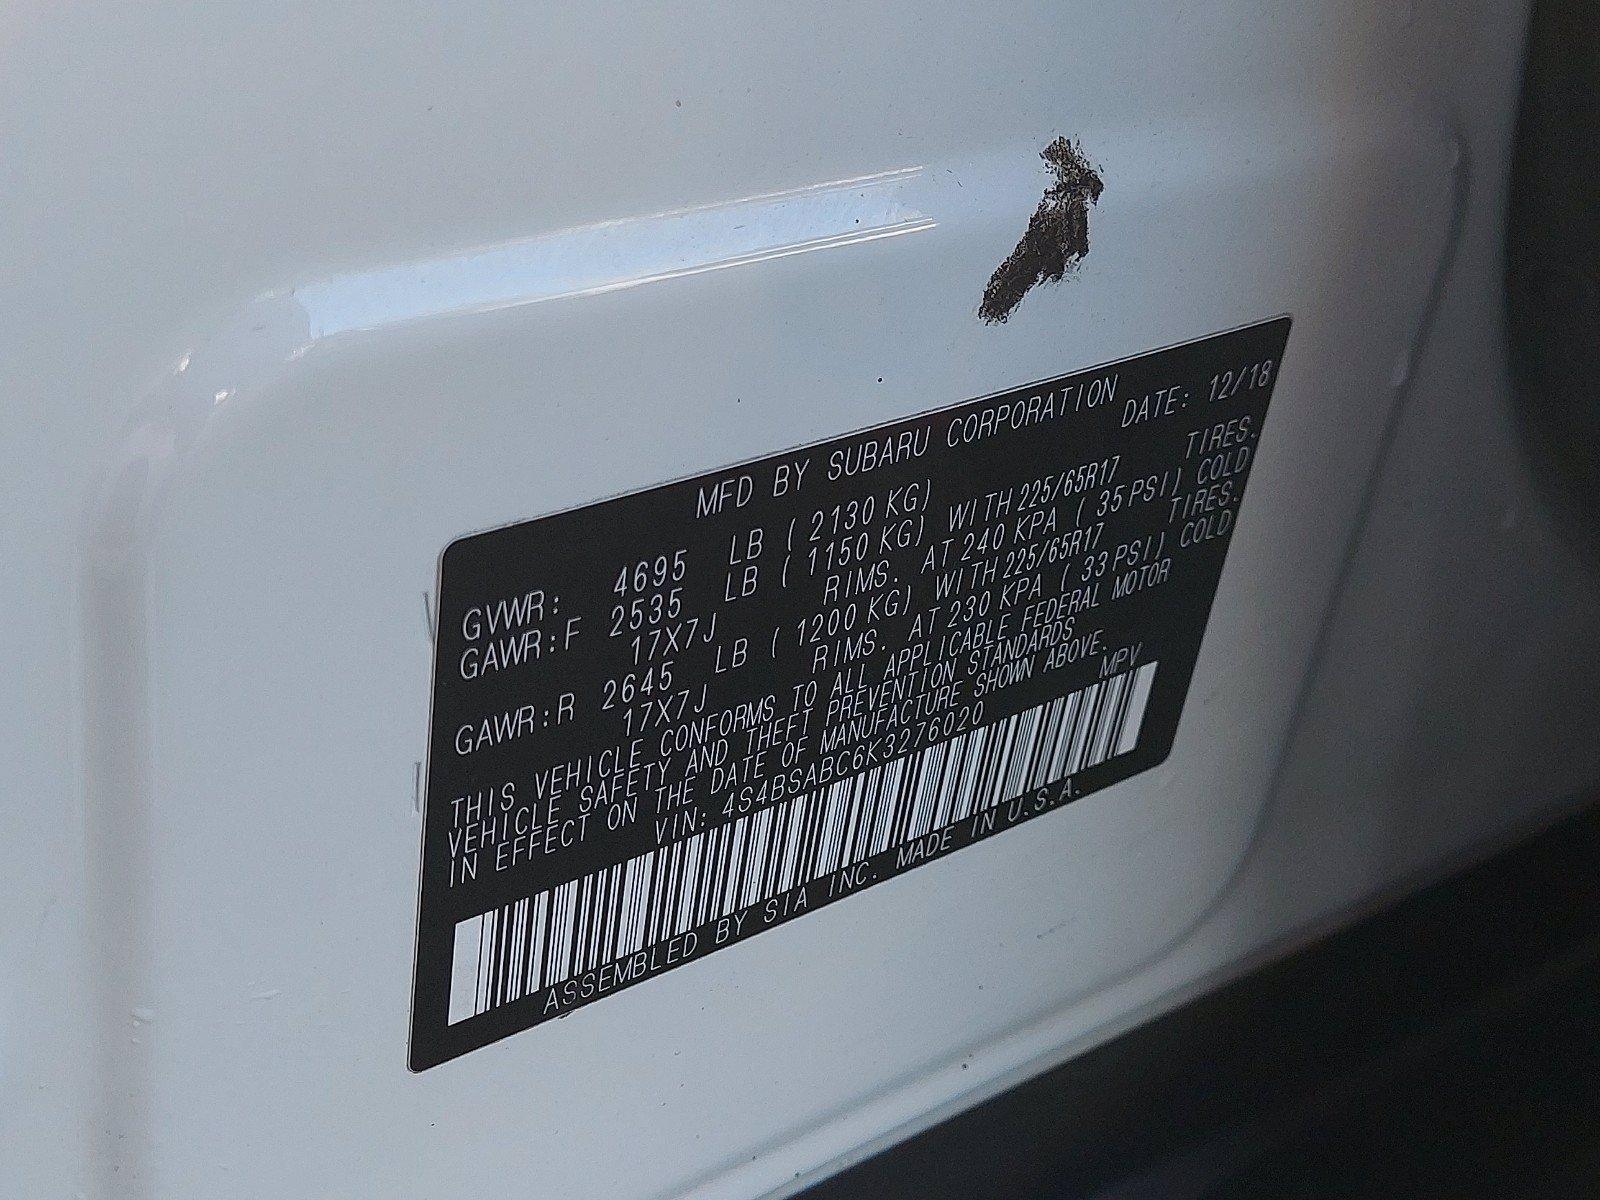 MFD BY SUBARU CORPORATION
DATE: 12/18
GVWR: 4695 LB (2130 KG)
GAWR:F 2535 LB (1150 KG) WITH 225/65R17 TIRES.
17X7J RIMS. AT 240 KPA (35 PSI) COLD
GAWR:R 2645 LB (1200 KG) WITH 225/65R17 TIRES.
17X7J RIMS. AT 230 KPA (33 PSI) COLD
THIS VEHICLE CONFORMS TO ALL APPLICABLE FEDERAL MOTOR
VEHICLE SAFETY AND THEFT PREVENTION STANDARDS
IN EFFECT ON THE DATE OF MANUFACTURE SHOWN ABOVE.
VIN: 4S4BSABC6K3276020 MPV
ASSEMBLED BY SIA INC. MADE IN U.S.A.